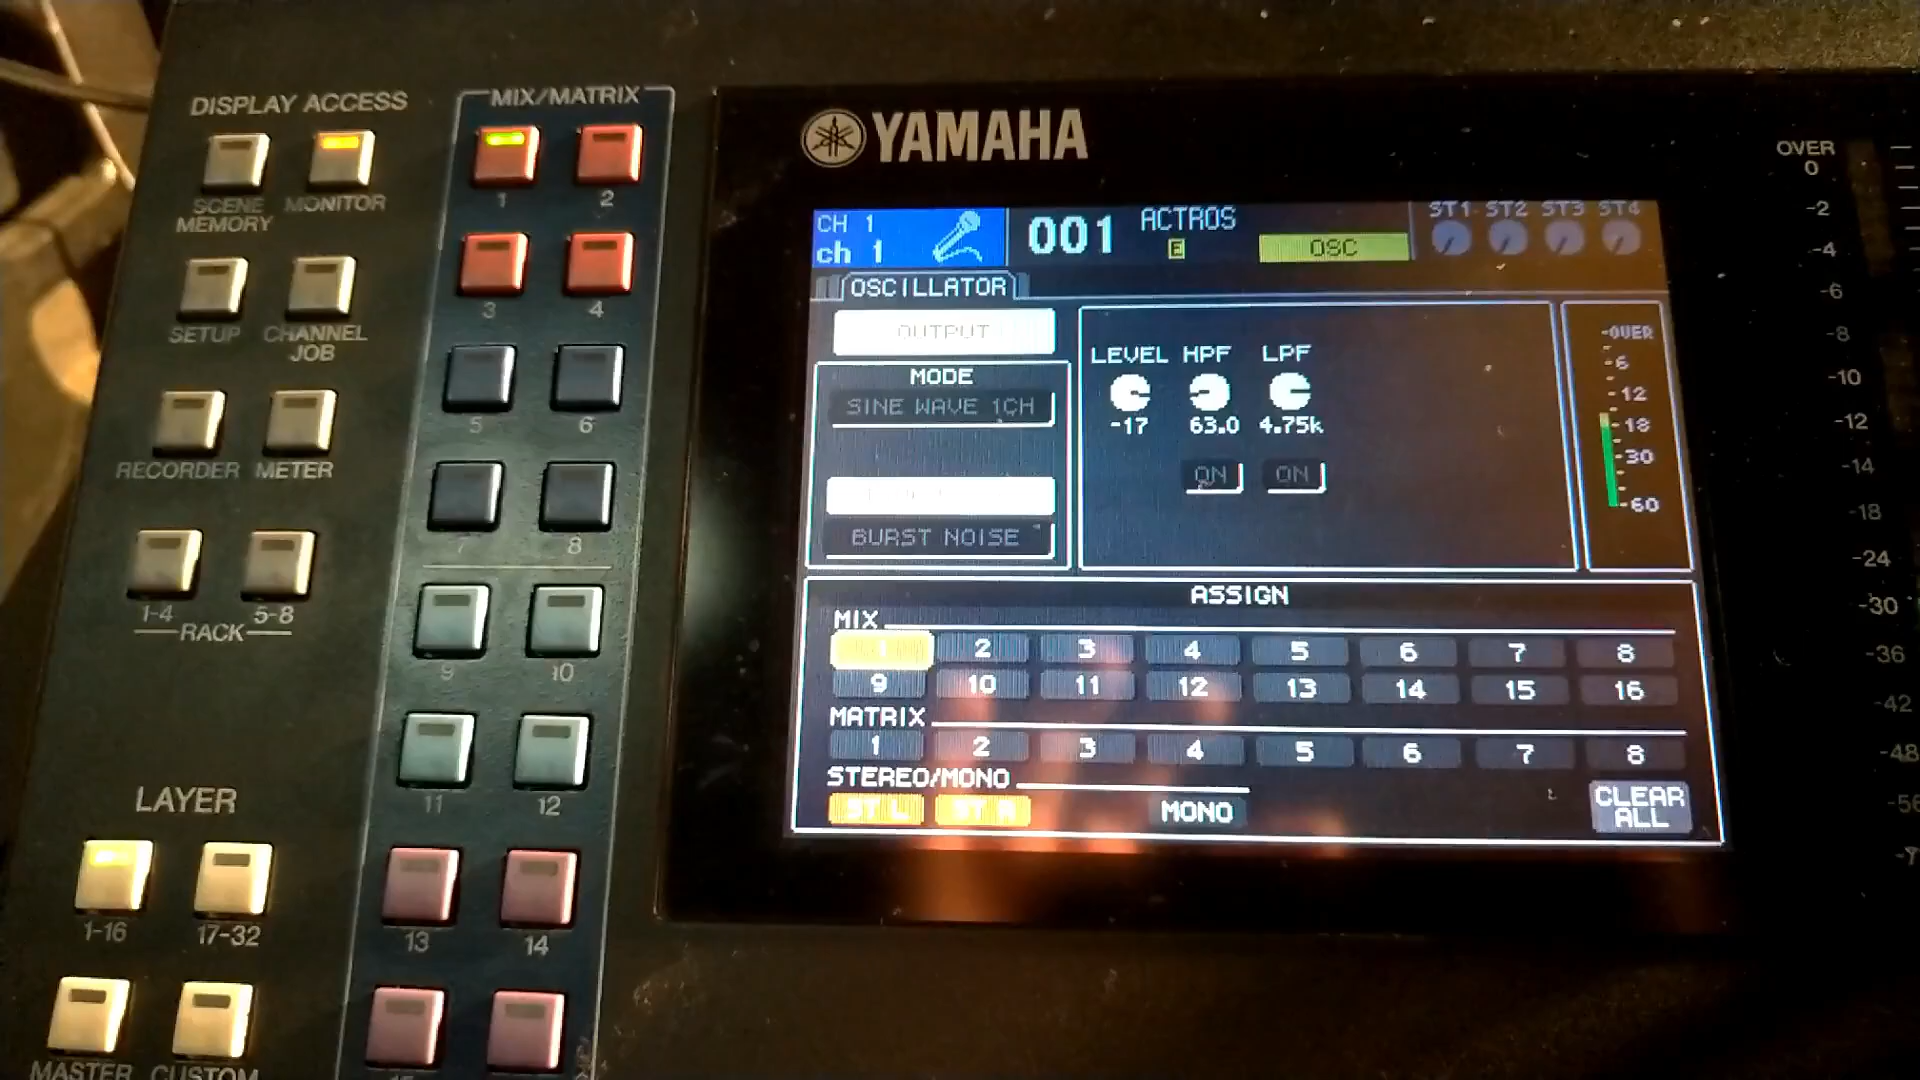 DISPLAY ACCESS
SCENE MEMORY
MONITOR
SETUP
CHANNEL JOB
RECORDER
METER
1-4
5-8
RACK
LAYER
1-16
17-32
MASTER
CUSTOM
MIX/MATRIX
1
2
3
4
5
6
7
8
9
10
11
12
13
14
YAMAHA
CH 1
ch 1
001
ACTROS
E
OSC
ST1 ST2 ST3 ST4
OSCILLATOR
OUTPUT
MODE
SINE WAVE 1CH
BURST NOISE
LEVEL HPF LPF
-17 63.0 4.75k
ON ON
-OVER
-6
-12
-18
-30
-60
ASSIGN
MIX
1 2 3 4 5 6 7 8
9 10 11 12 13 14 15 16
MATRIX
1 2 3 4 5 6 7 8
STEREO/MONO
ST L ST R MONO
CLEAR ALL
OVER
0
-2
-4
-6
-8
-10
-12
-14
-18
-24
-30
-36
-42
-48